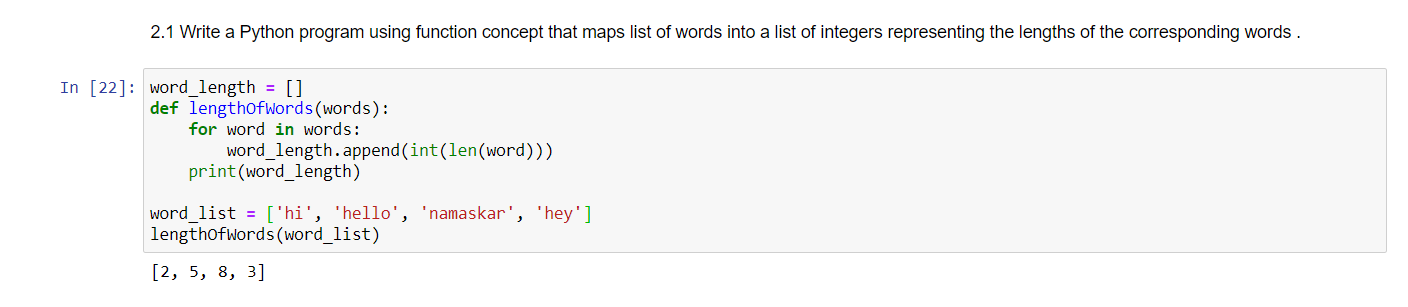 2.1 Write a Python program using function concept that maps list of words into a list of integers representing the lengths of the corresponding words .
In [22]: word_length = []
def lengthOfWords(words):
    for word in words:
        word_length.append(int(len(word)))
    print(word_length)
word_list = ['hi', 'hello', 'namaskar', 'hey']
lengthOfWords(word_list)
[2, 5, 8, 3]